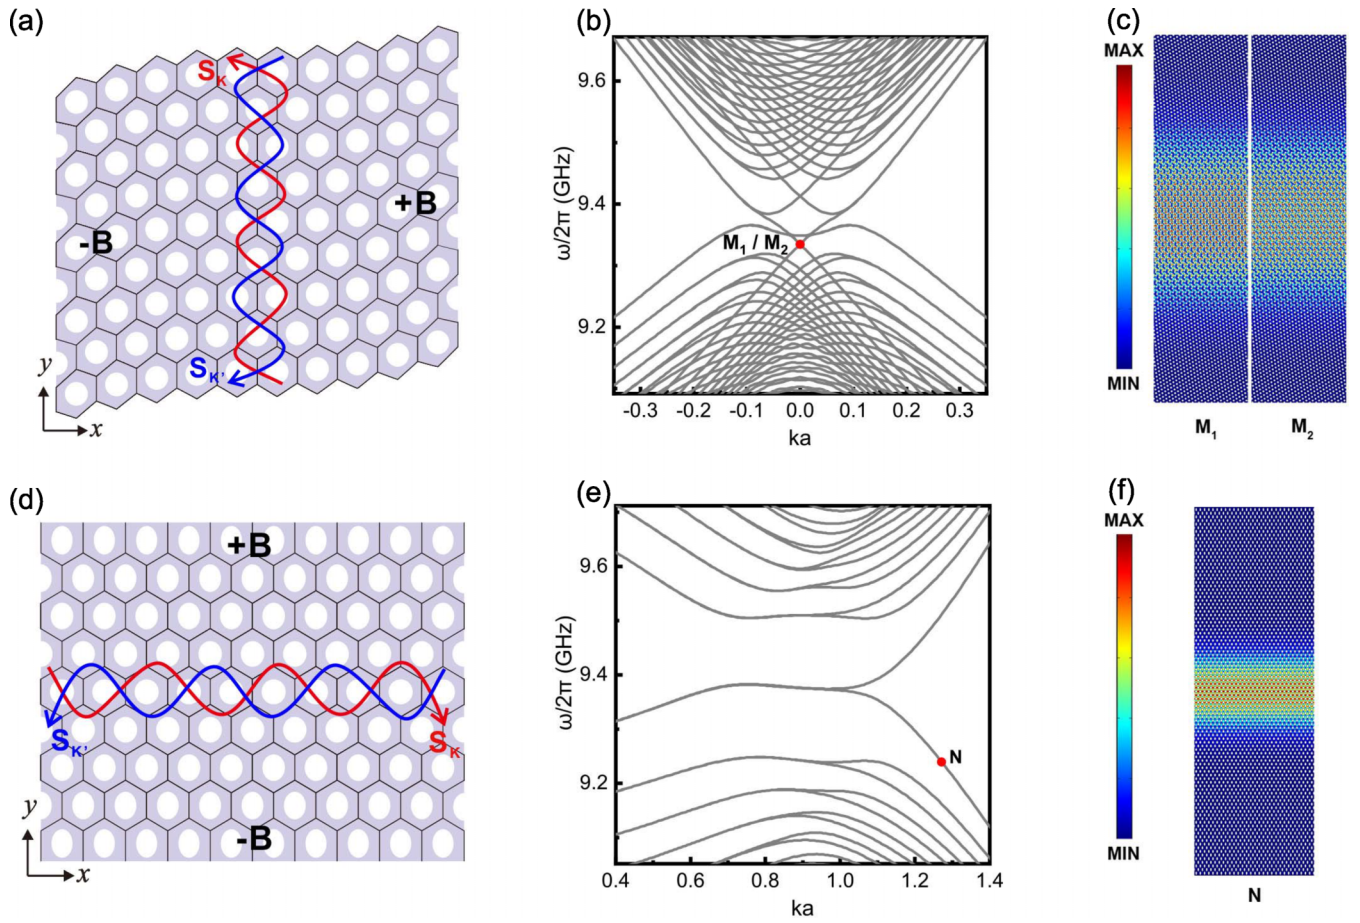 (a)
S_K
+B
-B
S_K'
y
x
(b)
ω/2π (GHz)
9.6
9.4
9.2
M₁ / M₂
-0.3 -0.2 -0.1 0.0 0.1 0.2 0.3
ka
(c)
MAX
MIN
M₁ M₂
(d)
+B
S_K'
S_K
-B
y
x
(e)
ω/2π (GHz)
9.6
9.4
9.2
N
0.4 0.6 0.8 1.0 1.2 1.4
ka
(f)
MAX
MIN
N